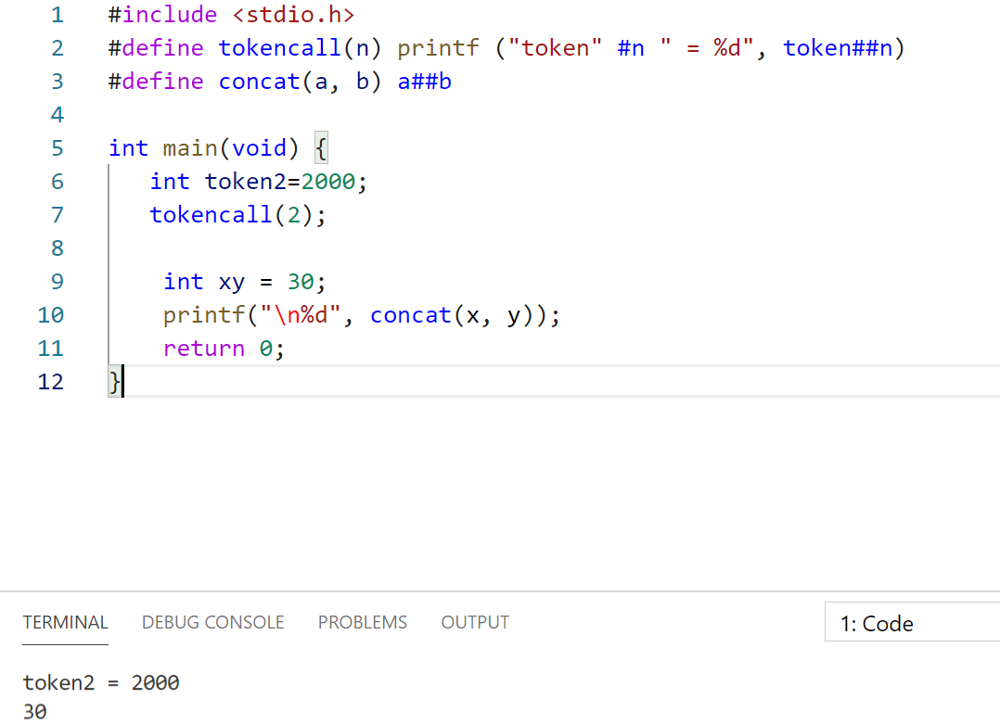 1 #include <stdio.h>
2 #define tokencall(n) printf ("token" #n " = %d", token##n)
3 #define concat(a, b) a##b
4
5 int main(void) {
6 int token2=2000;
7 tokencall(2);
8
9 int xy = 30;
10 printf("\n%d", concat(x, y));
11 return 0;
12 }
TERMINAL DEBUG CONSOLE PROBLEMS OUTPUT 1: Code
token2 = 2000
30